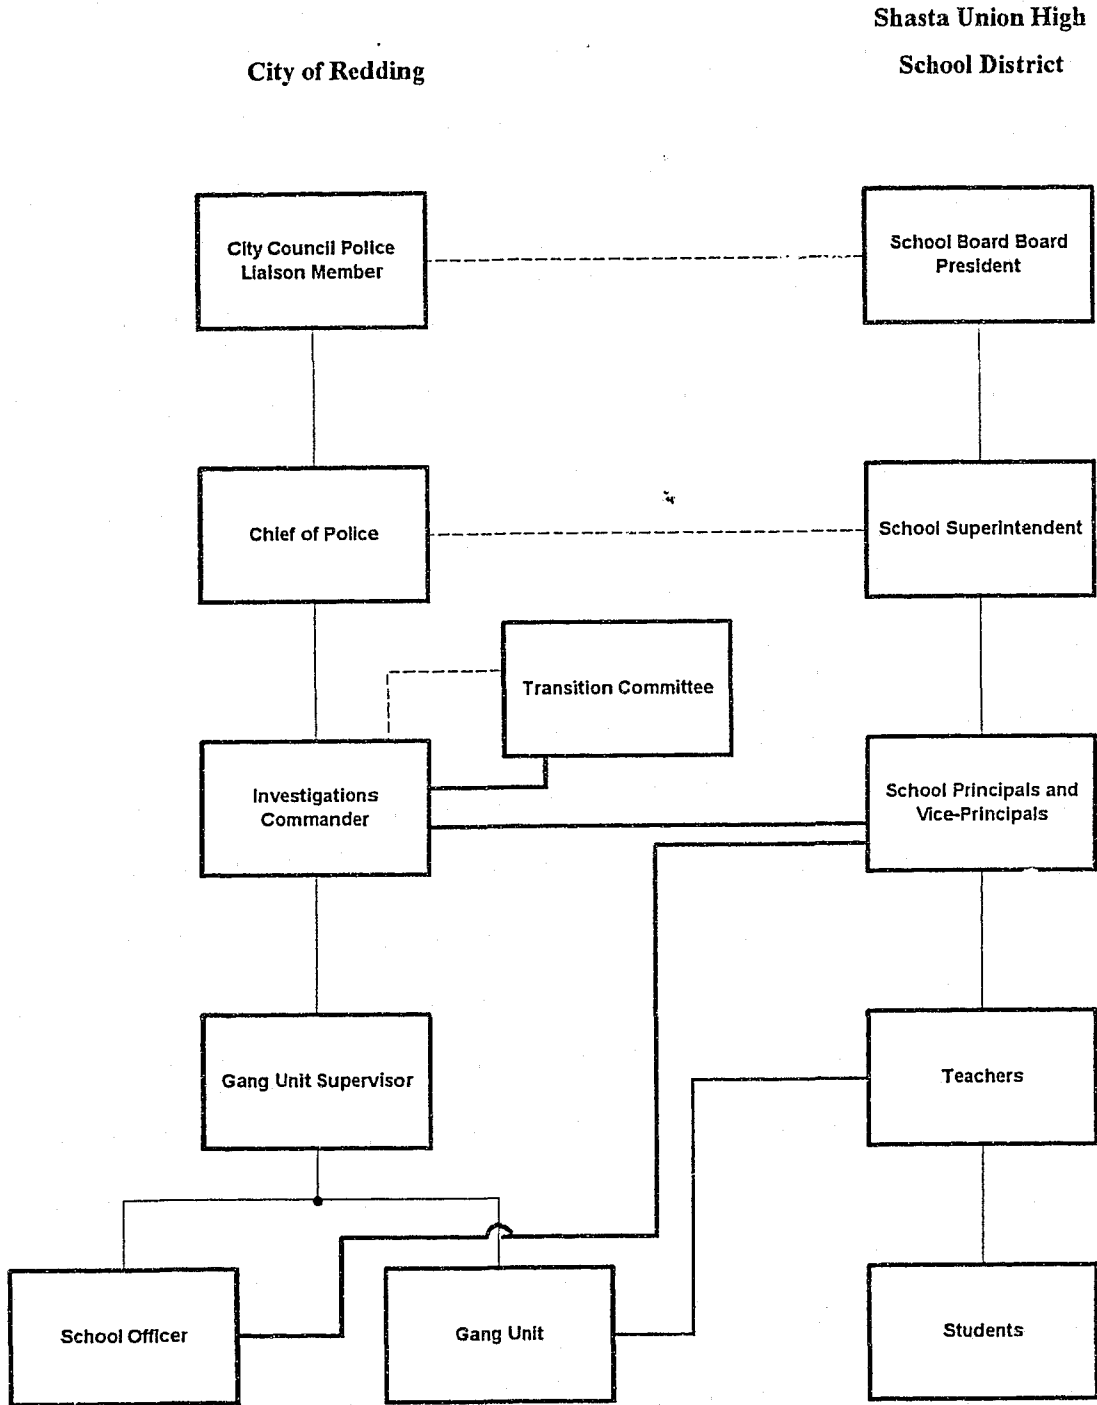 Shasta Union High
School District
City of Redding
City Council Police
Liaison Member
School Board Board
President
Chief of Police
School Superintendent
Transition Committee
Investigations
Commander
School Principals and
Vice-Principals
Gang Unit Supervisor
Teachers
School Officer
Gang Unit
Students